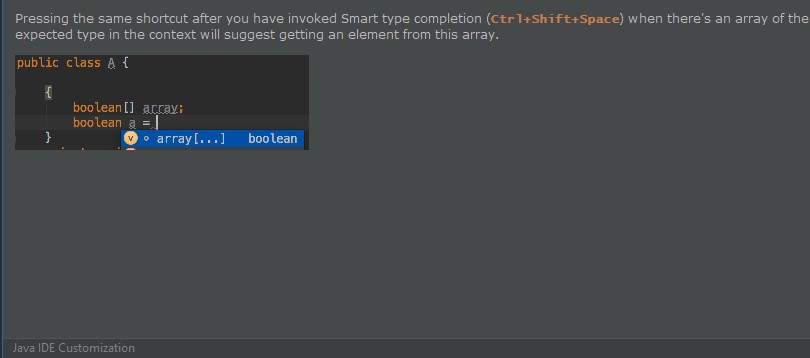 Pressing the same shortcut after you have invoked Smart type completion (Ctrl+Shift+Space) when there's an array of the
expected type in the context will suggest getting an element from this array.
public class A {
{
boolean[] array;
boolean a =
} v array[...] boolean
Java IDE Customization